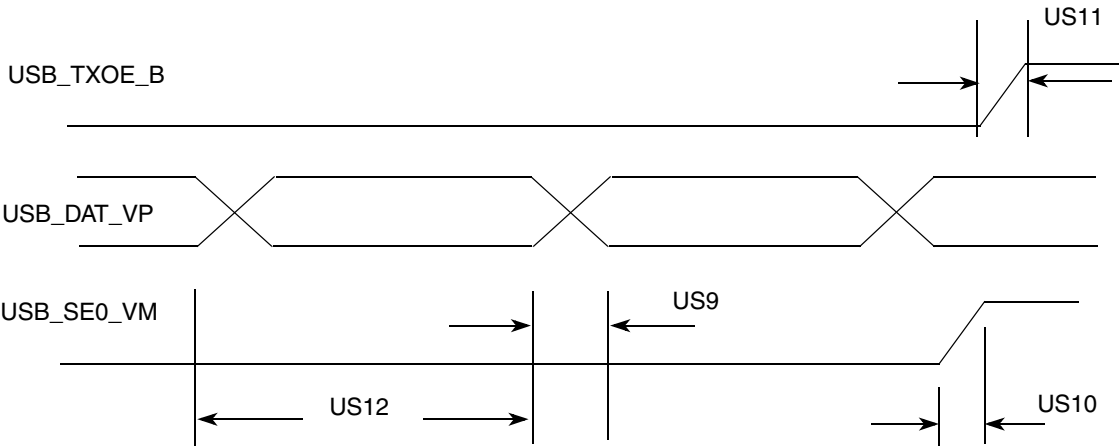 US11
USB_TXOE_B
USB_DAT_VP
USB_SE0_VM
US9
US12
US10